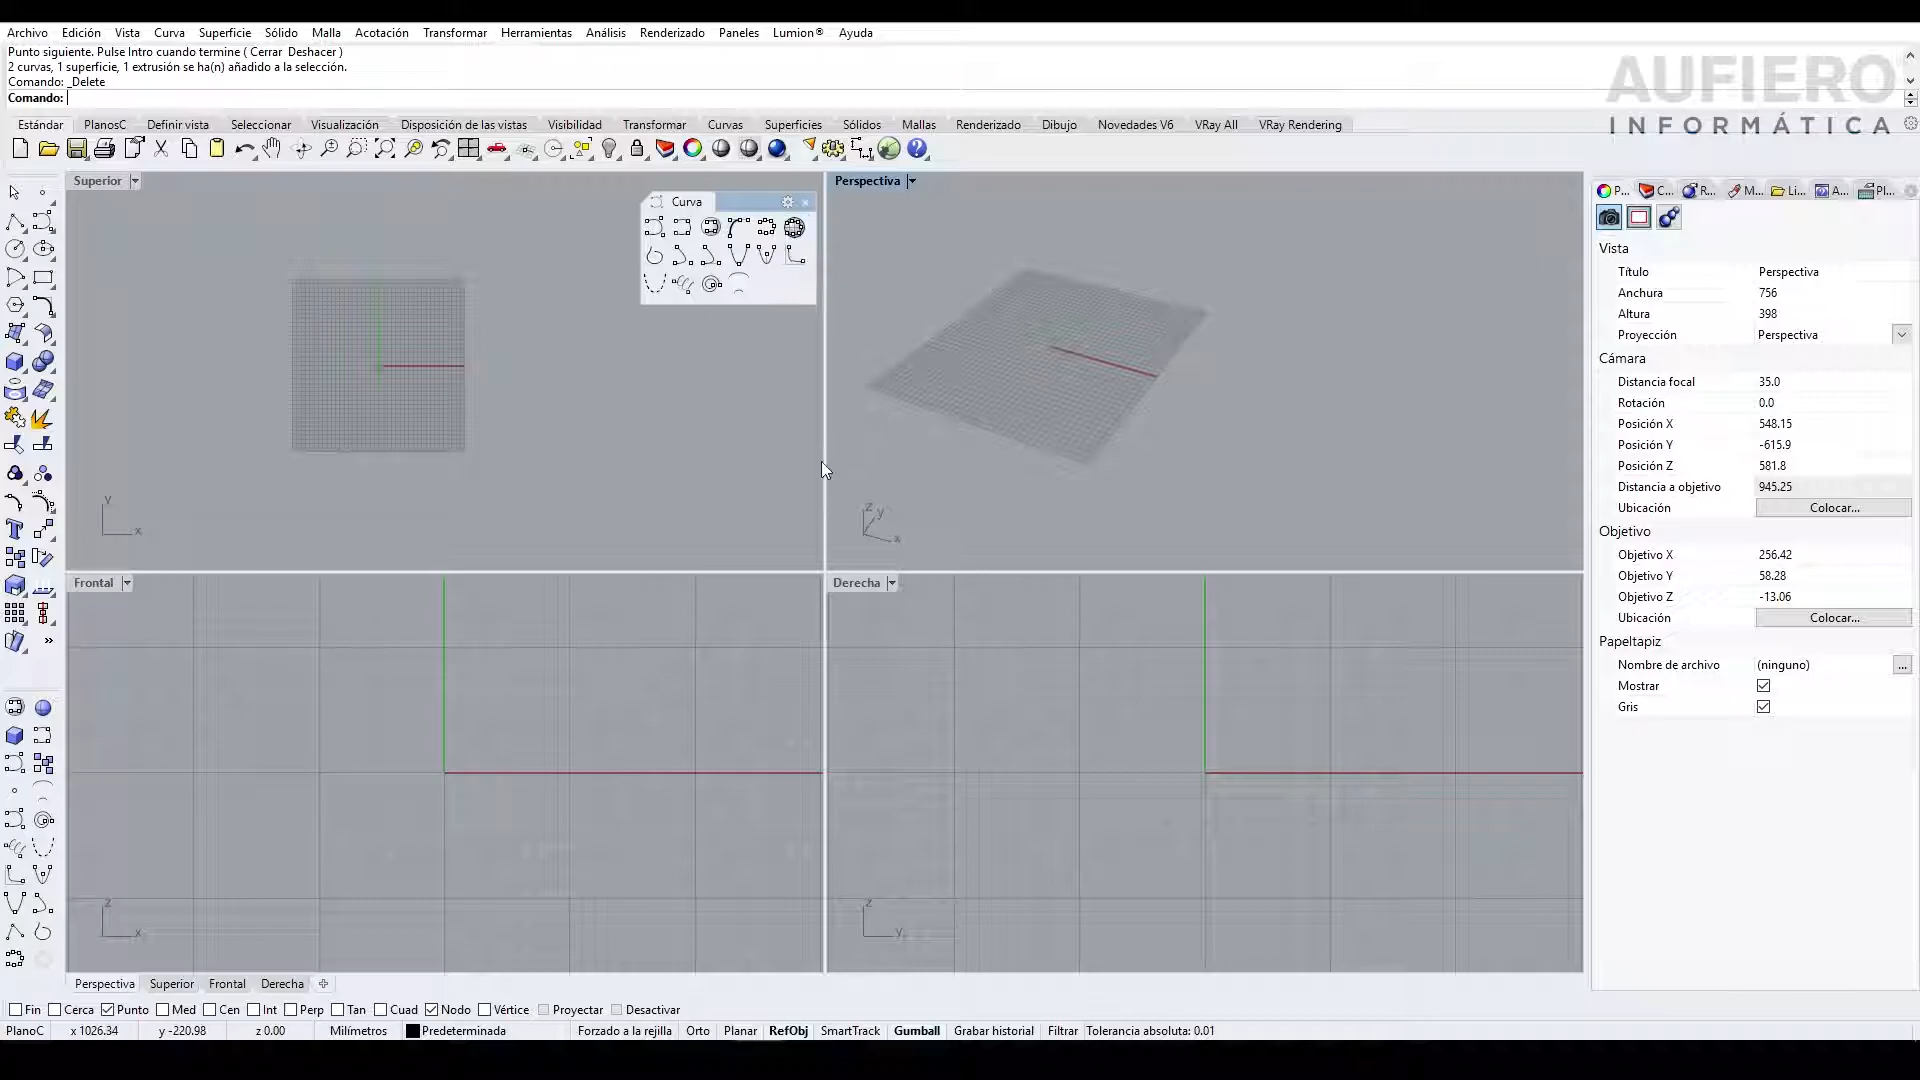 Archivo Edición Vista Curva Superficie Sólido Malla Acotación Transformar Herramientas Análisis Renderizado Paneles Lumion® Ayuda
Punto siguiente. Pulse Intro cuando termine ( Cerrar Deshacer )
2 curvas, 1 superficie, 1 extrusión se ha(n) añadido a la selección.
Comando: _Delete
Comando:
AUFIERO
INFORMÁTICA
Estándar PlanosC Definir vista Seleccionar Visualización Disposición de las vistas Visibilidad Transformar Curvas Superficies Sólidos Mallas Renderizado Dibujo Novedades V6 VRay All VRay Rendering
Superior
Curva
y
x
Perspectiva
z
y
x
Frontal
z
x
Derecha
z
y
P... C... R... M... Li... A... Pl...
Vista
Título Perspectiva
Anchura 756
Altura 398
Proyección Perspectiva
Cámara
Distancia focal 35.0
Rotación 0.0
Posición X 548.15
Posición Y -615.9
Posición Z 581.8
Distancia a objetivo 945.25
Ubicación Colocar...
Objetivo
Objetivo X 256.42
Objetivo Y 58.28
Objetivo Z -13.06
Ubicación Colocar...
Papeltapiz
Nombre de archivo (ninguno) ...
Mostrar
Gris
Perspectiva Superior Frontal Derecha
Fin Cerca Punto Med Cen Int Perp Tan Cuad Nodo Vértice Proyectar Desactivar
PlanoC x 1026.34 y -220.98 z 0.00 Milímetros Predeterminada Forzado a la rejilla Orto Planar RefObj SmartTrack Gumball Grabar historial Filtrar Tolerancia absoluta: 0.01